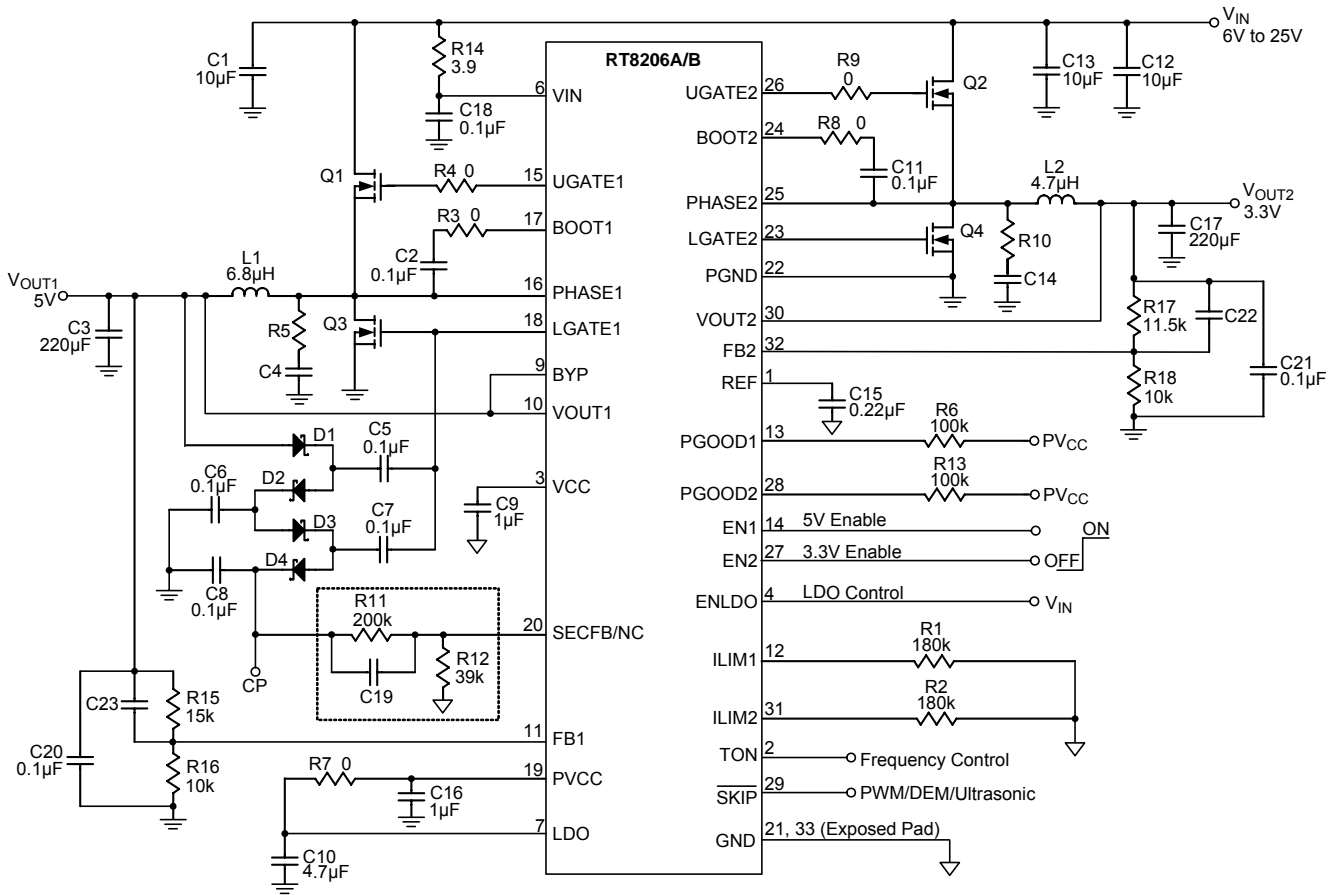 RT8206A/B
VIN
6V to 25V
C1
10µF
R14
3.9
6
VIN
C18
0.1µF
Q1
R4 0
15
UGATE1
R3 0
17
BOOT1
C2
0.1µF
VOUT1
5V
L1
6.8µH
16
PHASE1
C3
220µF
R5
C4
Q3
18
LGATE1
9
BYP
10
VOUT1
D1
C5
0.1µF
D2
C6
0.1µF
D3
C7
0.1µF
D4
C8
0.1µF
3
VCC
C9
1µF
R11
200k
20
SECFB/NC
C19
R12
39k
CP
C23
R15
15k
C20
0.1µF
R16
10k
11
FB1
R7 0
19
PVCC
C16
1µF
7
LDO
C10
4.7µF
UGATE2
26
R9
0
Q2
C13
10µF
C12
10µF
BOOT2
24
R8 0
C11
0.1µF
L2
4.7µH
PHASE2
25
VOUT2
3.3V
LGATE2
23
Q4
R10
C14
C17
220µF
PGND
22
VOUT2
30
R17
11.5k
C22
FB2
32
C21
0.1µF
R18
10k
REF
1
C15
0.22µF
PGOOD1
13
R6
100k
PVCC
PGOOD2
28
R13
100k
PVCC
EN1
14
5V Enable
ON
EN2
27
3.3V Enable
OFF
ENLDO
4
LDO Control
VIN
ILIM1
12
R1
180k
ILIM2
31
R2
180k
TON
2
Frequency Control
SKIP
29
PWM/DEM/Ultrasonic
GND
21, 33 (Exposed Pad)